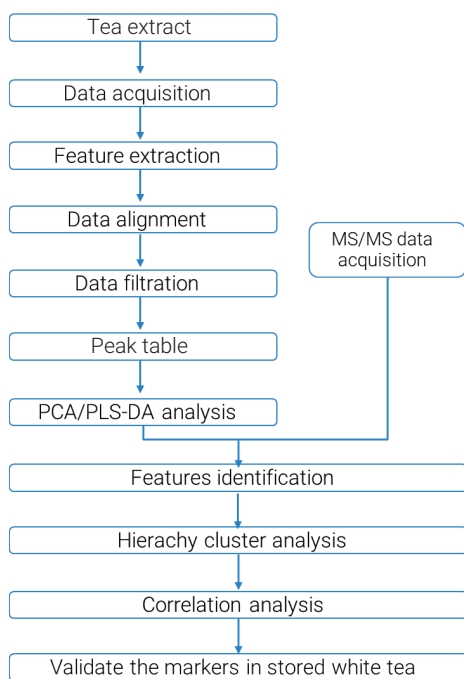 Tea extract
Data acquisition
Feature extraction
Data alignment
MS/MS data
acquisition
Data filtration
Peak table
PCA/PLS-DA analysis
Features identification
Hierachy cluster analysis
Correlation analysis
Validate the markers in stored white tea